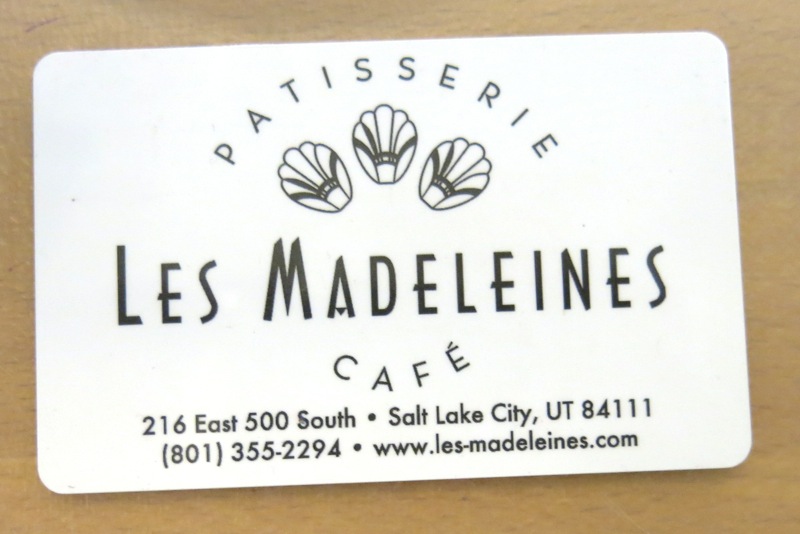 PATISSERIE
LES MADELEINES
CAFÉ
216 East 500 South • Salt Lake City, UT 84111
(801) 355-2294 • www.les-madeleines.com